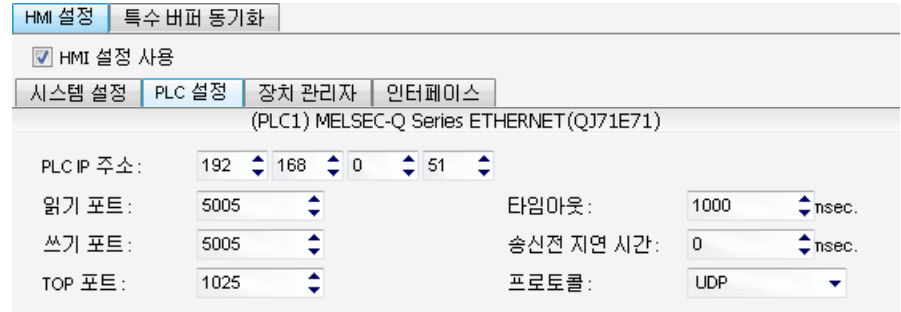 HMI 설정 특수 버퍼 동기화
HMI 설정 사용
시스템 설정 PLC 설정 장치 관리자 인터페이스
(PLC1) MELSEC-Q Series ETHERNET(QJ71E71)
PLC IP 주소 : 192 168 0 51
읽기 포트 : 5005 타임아웃 : 1000 msec.
쓰기 포트 : 5005 송신전 지연 시간 : 0 msec.
TOP 포트 : 1025 프로토콜 : UDP